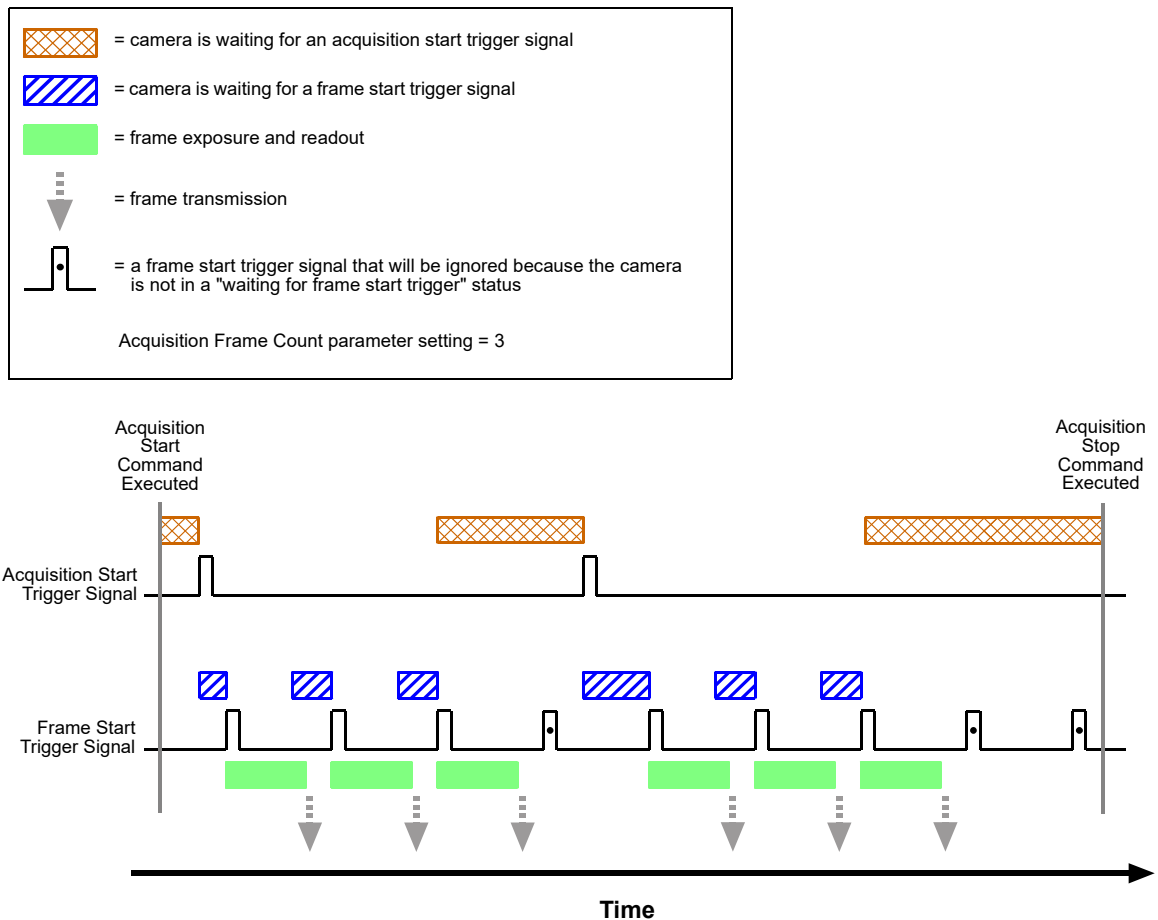 = camera is waiting for an acquisition start trigger signal
= camera is waiting for a frame start trigger signal
= frame exposure and readout
= frame transmission
= a frame start trigger signal that will be ignored because the camera
is not in a "waiting for frame start trigger" status
Acquisition Frame Count parameter setting = 3
Acquisition
Start
Command
Executed
Acquisition
Stop
Command
Executed
Acquisition Start
Trigger Signal
Frame Start
Trigger Signal
Time